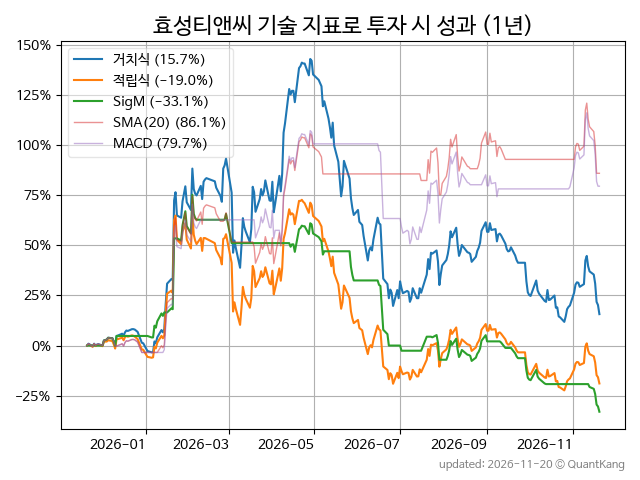 효성티앤씨 기술 지표로 투자 시 성과 (1년)
150%
125%
100%
75%
50%
25%
0%
−25%
거치식 (15.7%)
적립식 (−19.0%)
SigM (−33.1%)
SMA(20) (86.1%)
MACD (79.7%)
2026-01 2026-03 2026-05 2026-07 2026-09 2026-11
updated: 2026-11-20 © QuantKang